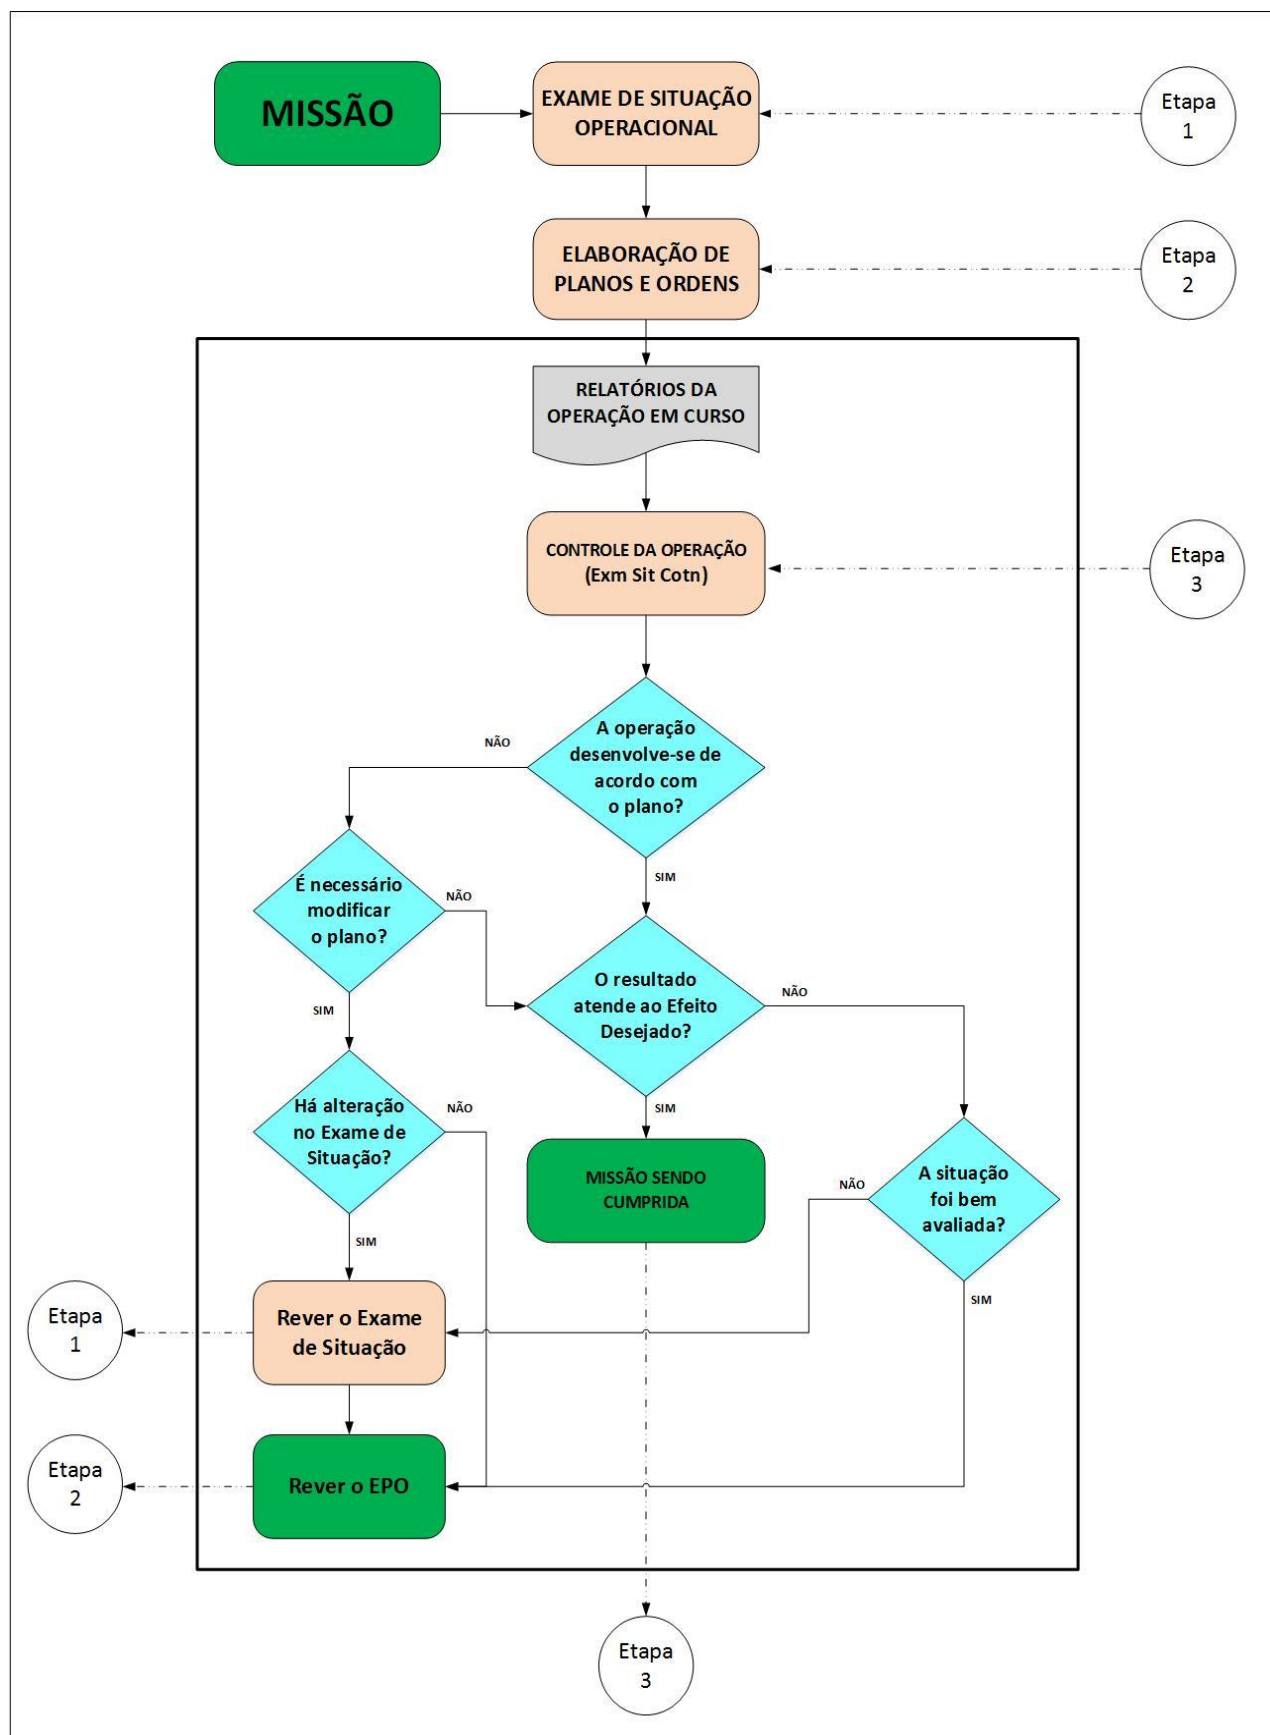 MISSÃO
EXAME DE SITUAÇÃO
OPERACIONAL
Etapa
1
ELABORAÇÃO DE
PLANOS E ORDENS
Etapa
2
RELATÓRIOS DA
OPERAÇÃO EM CURSO
CONTROLE DA OPERAÇÃO
(Exm Sit Cotn)
Etapa
3
A operação
desenvolve-se de
acordo com
o plano?
NÃO
SIM
É necessário
modificar
o plano?
NÃO
SIM
O resultado
atende ao Efeito
Desejado?
NÃO
SIM
Há alteração
no Exame de
Situação?
NÃO
SIM
MISSÃO SENDO
CUMPRIDA
A situação
foi bem
avaliada?
NÃO
SIM
Rever o Exame
de Situação
Etapa
1
Rever o EPO
Etapa
2
Etapa
3